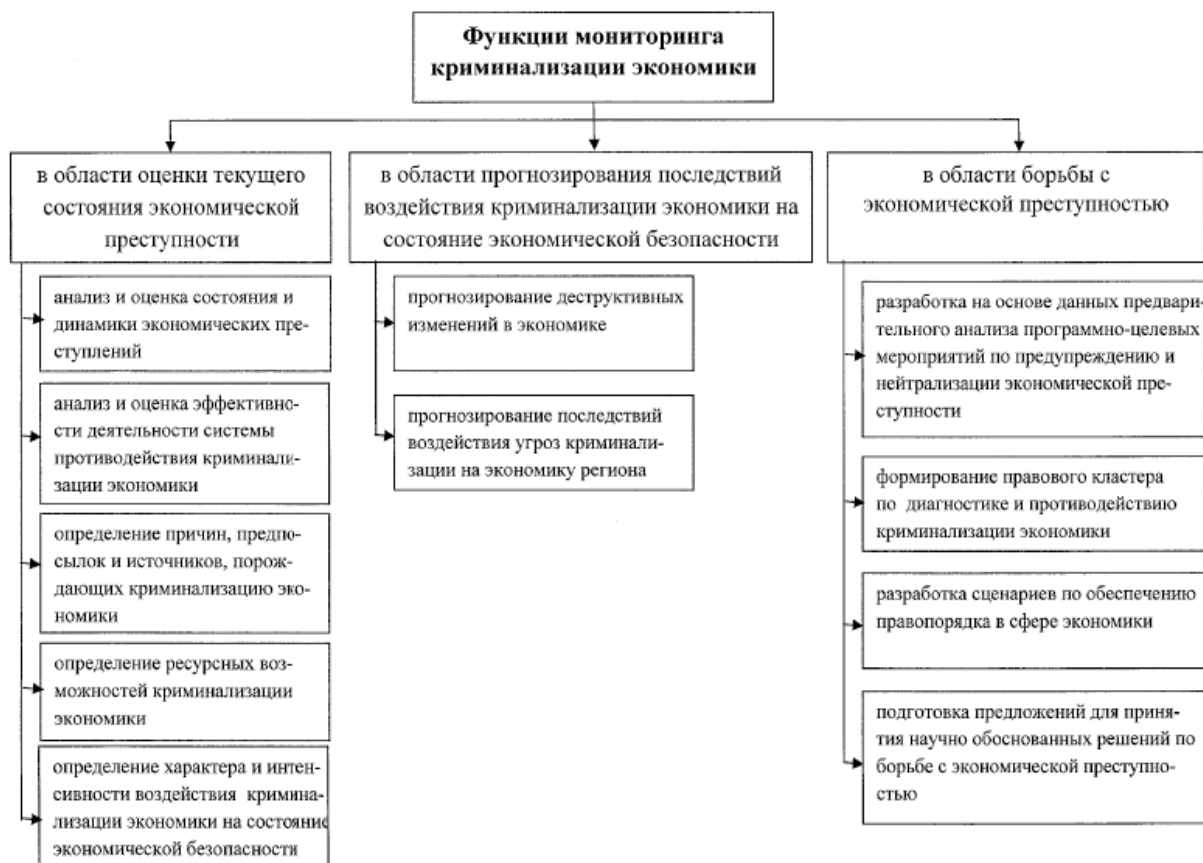 Функции мониторинга
криминализации экономики
в области оценки текущего
состояния экономической
преступности
анализ и оценка состояния и
динамики экономических пре-
ступлений
анализ и оценка эффективно-
сти деятельности системы
противодействия криминали-
зации экономики
определение причин, предпо-
сылок и источников, порож-
дающих криминализацию эко-
номики
определение ресурсных воз-
можностей криминализации
экономики
определение характера и интен-
сивности воздействия кримина-
лизации экономики на состояние
экономической безопасности
в области прогнозирования последствий
воздействия криминализации экономики на
состояние экономической безопасности
прогнозирование деструктивных
изменений в экономике
прогнозирование последствий
воздействия угроз криминали-
зации на экономику региона
в области борьбы с
экономической преступностью
разработка на основе данных предвари-
тельного анализа программно-целевых
мероприятий по предупреждению и
нейтрализации экономической пре-
ступности
формирование правового кластера
по диагностике и противодействию
криминализации экономики
разработка сценариев по обеспечению
правопорядка в сфере экономики
подготовка предложений для приня-
тия научно обоснованных решений по
борьбе с экономической преступно-
стью